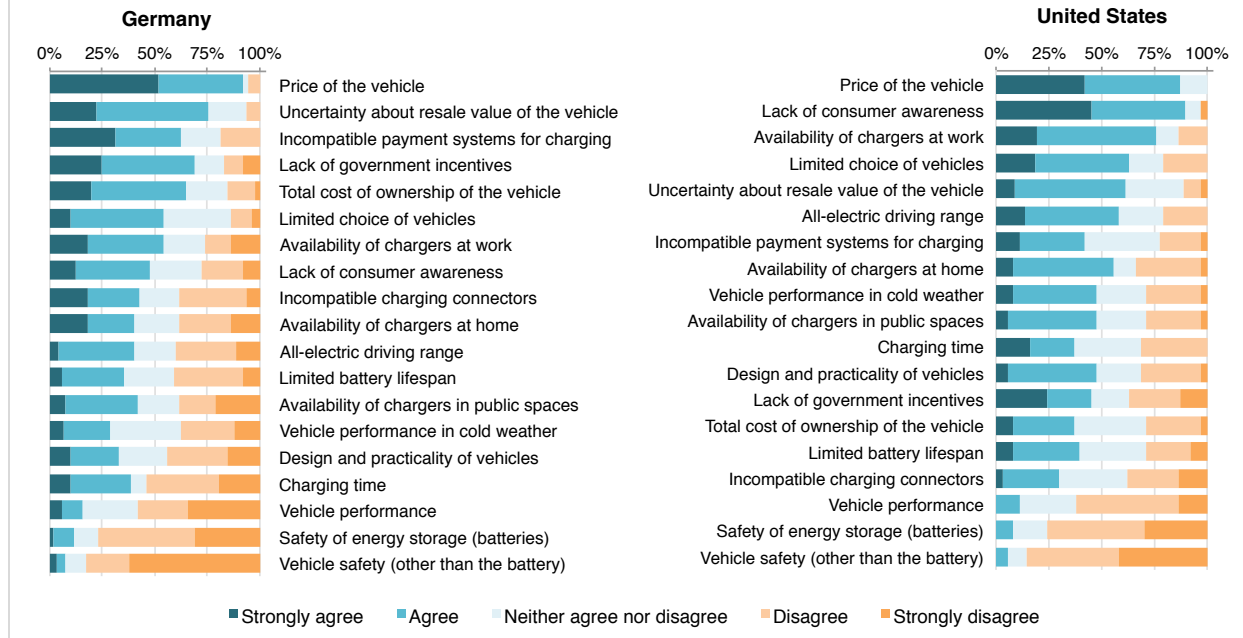 Germany
0% 25% 50% 75% 100%
Price of the vehicle
Uncertainty about resale value of the vehicle
Incompatible payment systems for charging
Lack of government incentives
Total cost of ownership of the vehicle
Limited choice of vehicles
Availability of chargers at work
Lack of consumer awareness
Incompatible charging connectors
Availability of chargers at home
All-electric driving range
Limited battery lifespan
Availability of chargers in public spaces
Vehicle performance in cold weather
Design and practicality of vehicles
Charging time
Vehicle performance
Safety of energy storage (batteries)
Vehicle safety (other than the battery)
United States
0% 25% 50% 75% 100%
Price of the vehicle
Lack of consumer awareness
Availability of chargers at work
Limited choice of vehicles
Uncertainty about resale value of the vehicle
All-electric driving range
Incompatible payment systems for charging
Availability of chargers at home
Vehicle performance in cold weather
Availability of chargers in public spaces
Charging time
Design and practicality of vehicles
Lack of government incentives
Total cost of ownership of the vehicle
Limited battery lifespan
Incompatible charging connectors
Vehicle performance
Safety of energy storage (batteries)
Vehicle safety (other than the battery)
Strongly agree Agree Neither agree nor disagree Disagree Strongly disagree